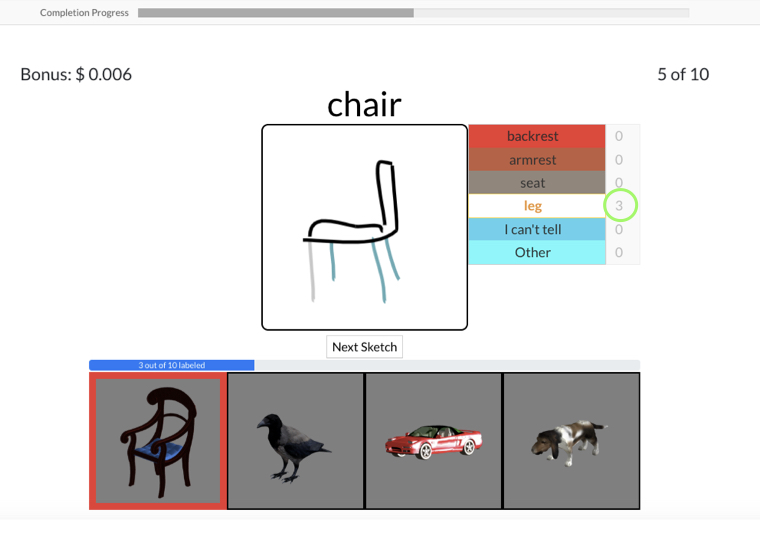 Completion Progress
Bonus: $ 0.006
5 of 10
chair
backrest 0
armrest 0
seat 0
leg 3
I can't tell 0
Other 0
Next Sketch
3 out of 10 labeled